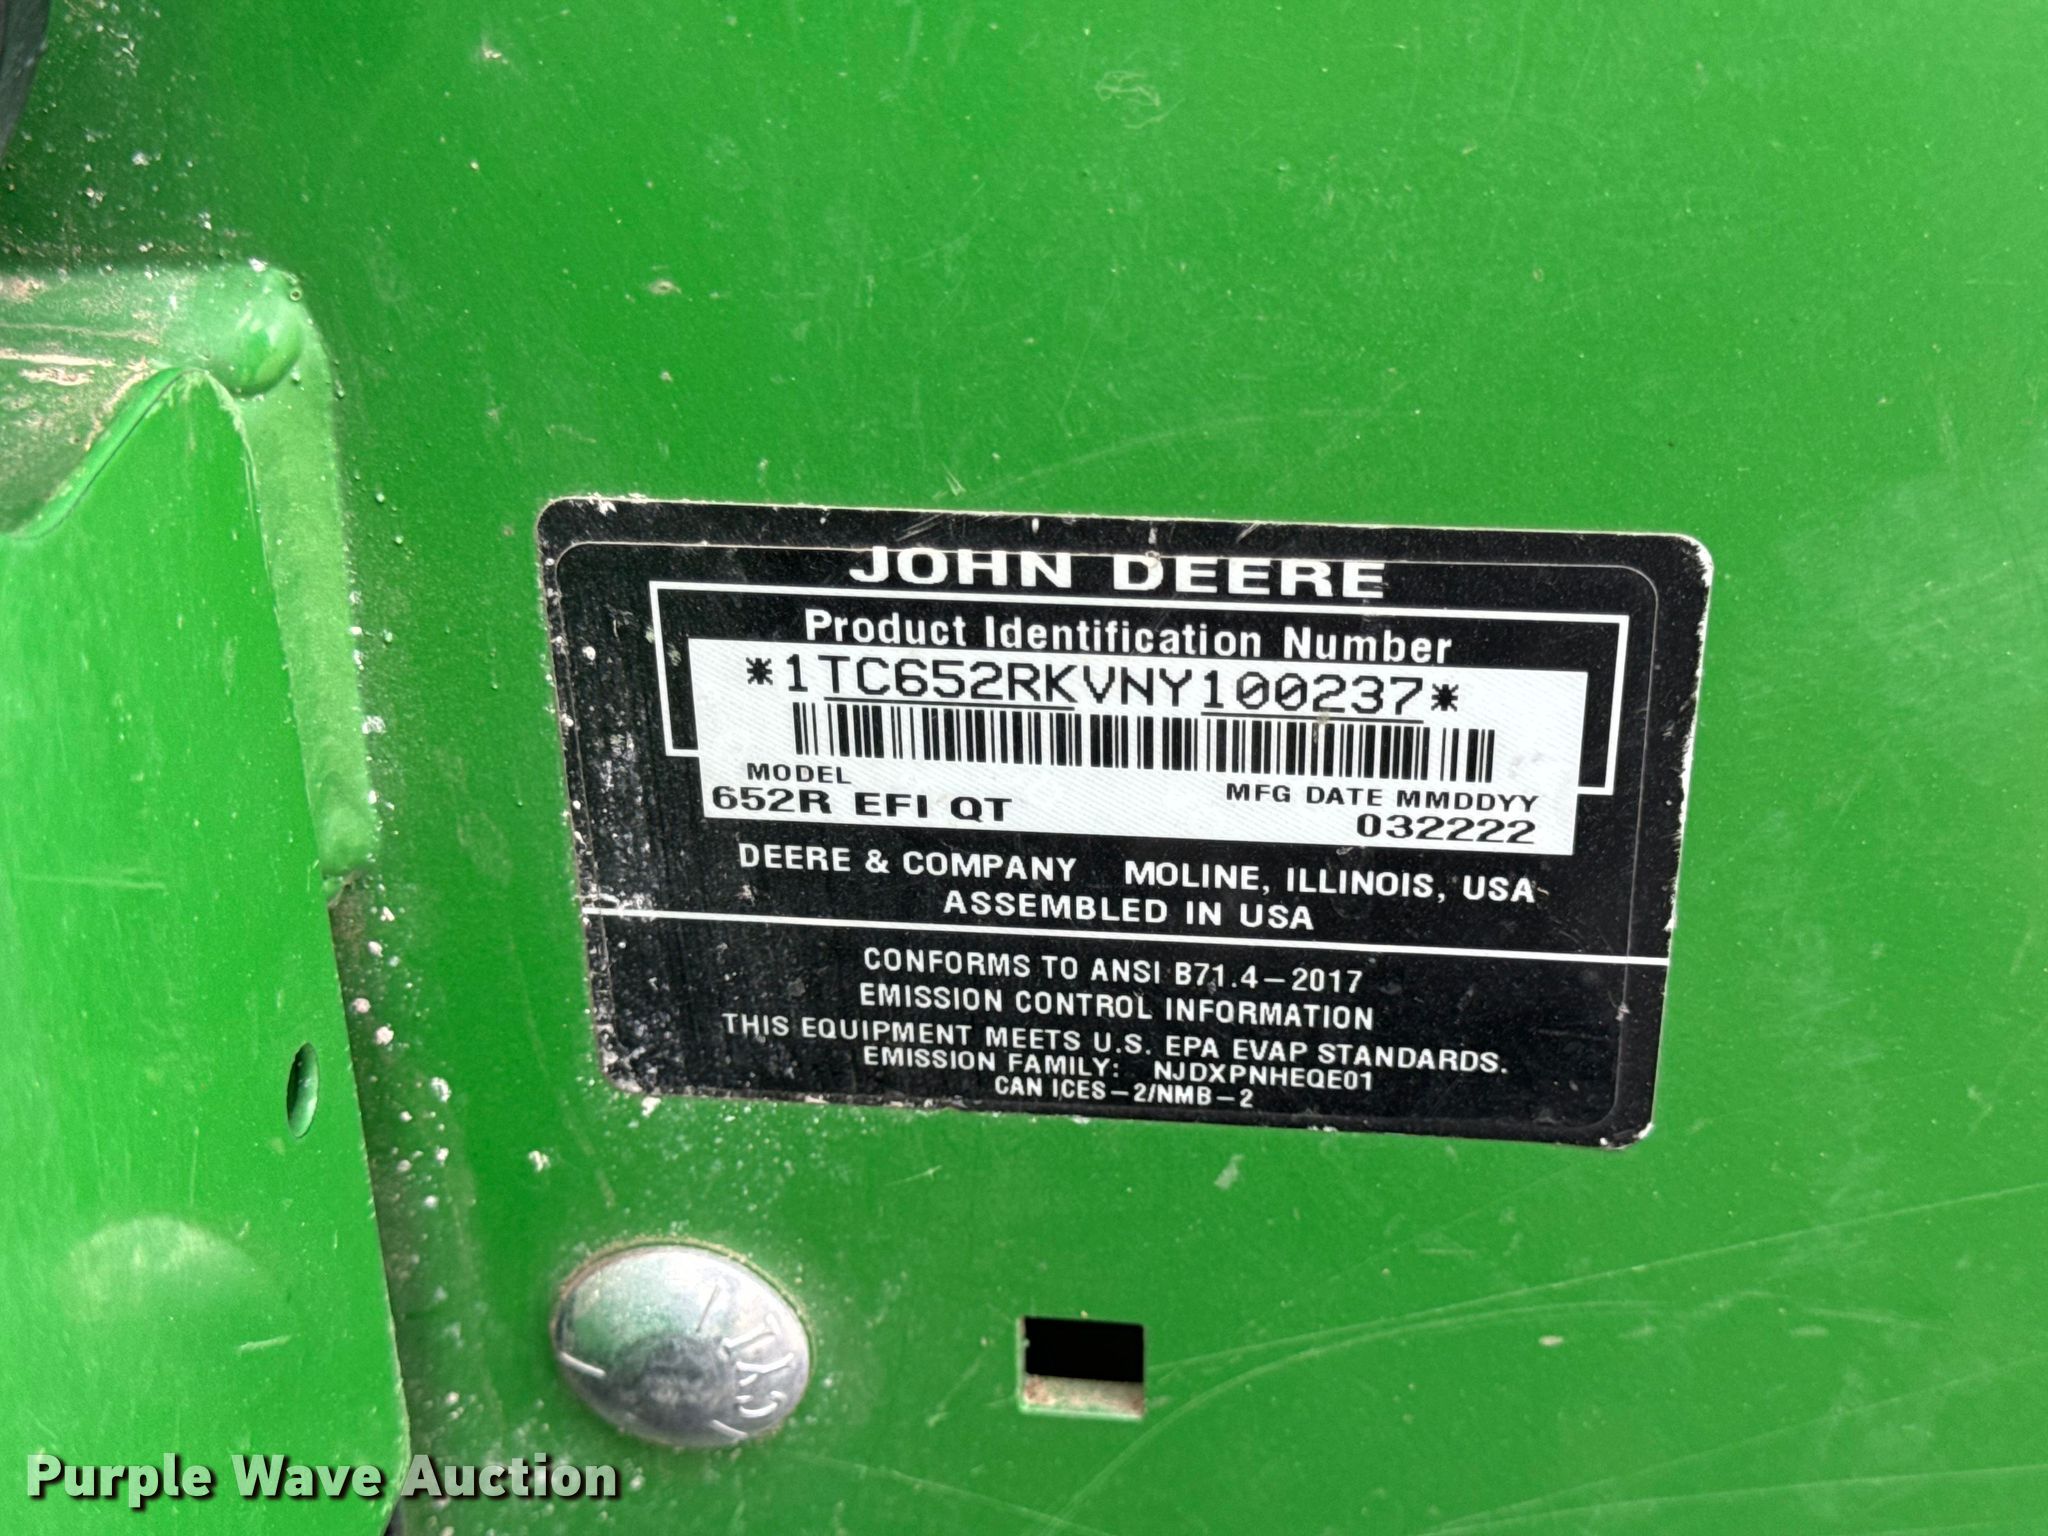 JOHN DEERE
Product Identification Number
*1TC652RKVNY100237*
MODEL
652R EFI QT
MFG DATE MMDDYY
032222
DEERE & COMPANY MOLINE, ILLINOIS, USA
ASSEMBLED IN USA
CONFORMS TO ANSI B71.4-2017
EMISSION CONTROL INFORMATION
THIS EQUIPMENT MEETS U.S. EPA EVAP STANDARDS.
EMISSION FAMILY: NJDXPNHEQE01
CAN ICES-2/NMB-2
Purple Wave Auction